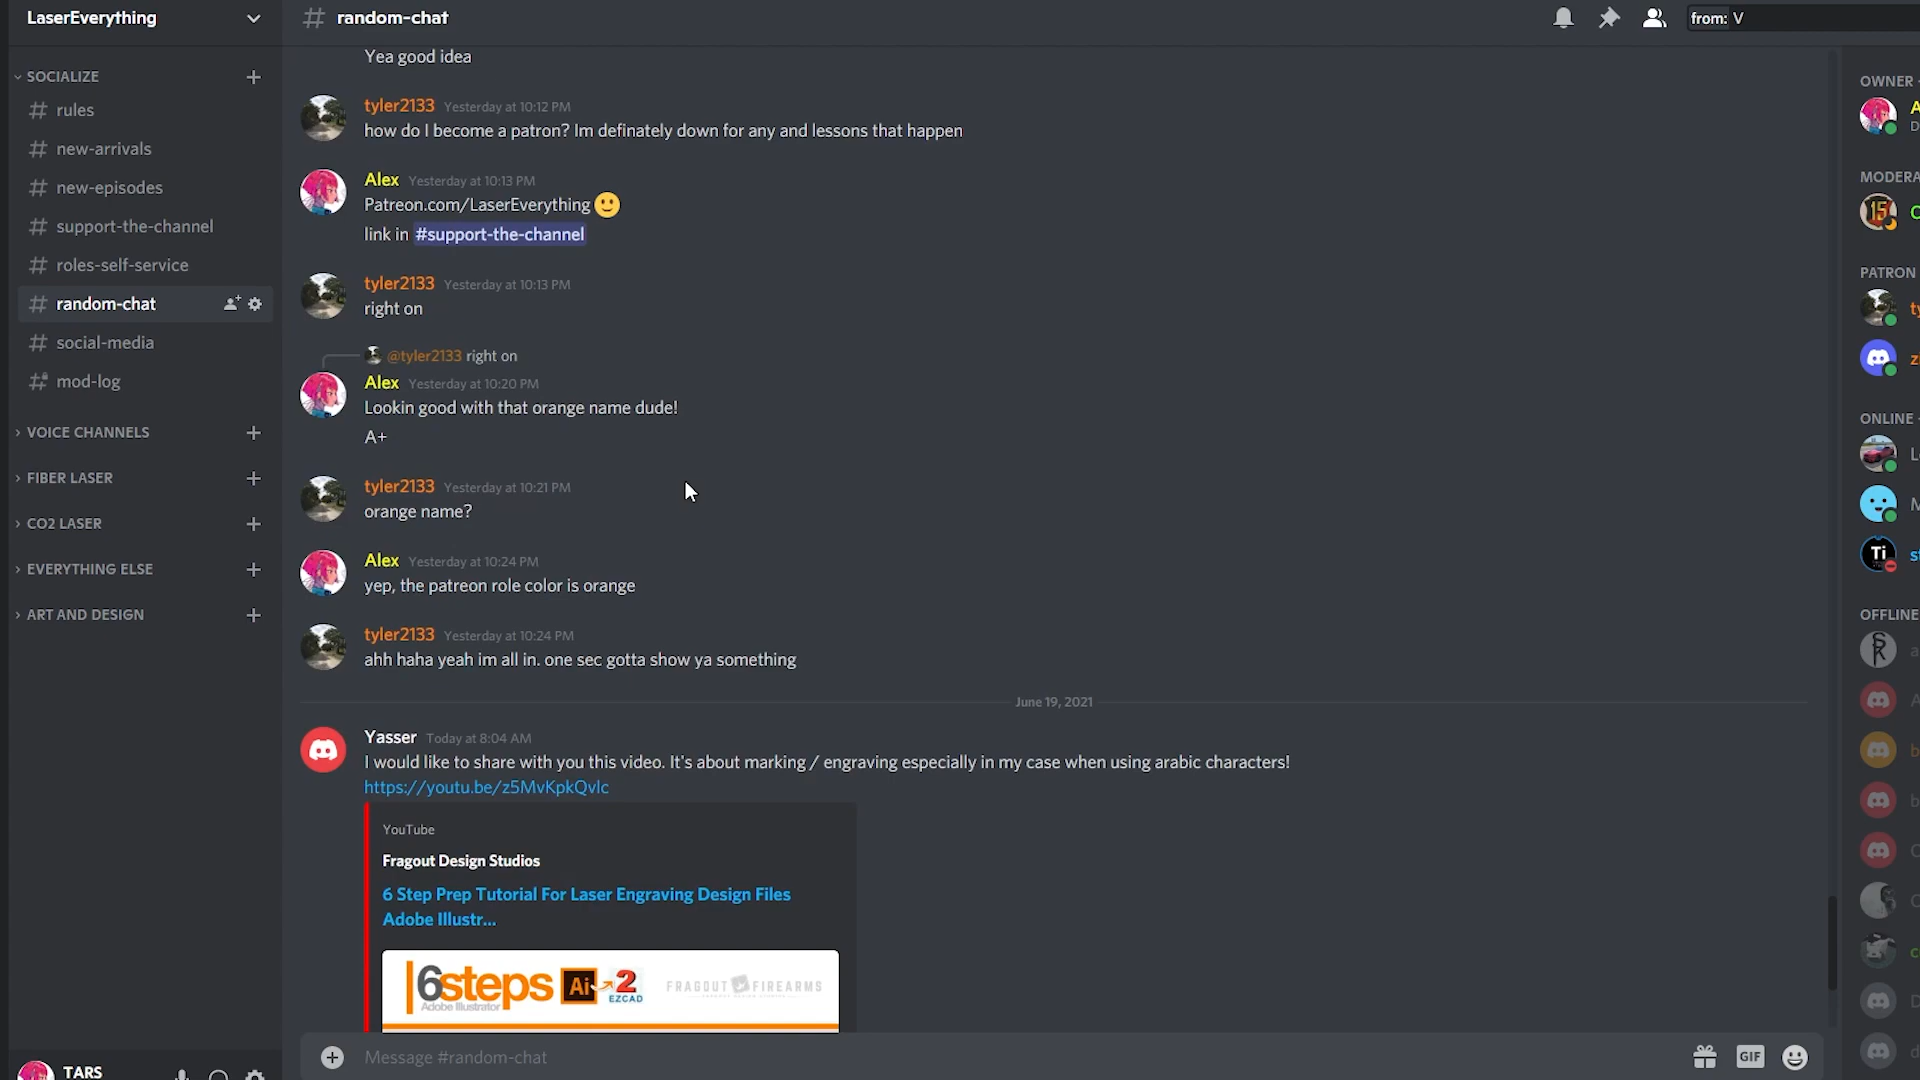 LaserEverything
# random-chat
from: V
SOCIALIZE
# rules
# new-arrivals
# new-episodes
# support-the-channel
# roles-self-service
# random-chat
# social-media
# mod-log
VOICE CHANNELS
FIBER LASER
CO2 LASER
EVERYTHING ELSE
ART AND DESIGN
TARS
Yea good idea
tyler2133 Yesterday at 10:12 PM
how do I become a patron? Im definately down for any and lessons that happen
Alex Yesterday at 10:13 PM
Patreon.com/LaserEverything
link in #support-the-channel
tyler2133 Yesterday at 10:13 PM
right on
@tyler2133 right on
Alex Yesterday at 10:20 PM
Lookin good with that orange name dude!
A+
tyler2133 Yesterday at 10:21 PM
orange name?
Alex Yesterday at 10:24 PM
yep, the patreon role color is orange
tyler2133 Yesterday at 10:24 PM
ahh haha yeah im all in. one sec gotta show ya something
June 19, 2021
Yasser Today at 8:04 AM
I would like to share with you this video. It's about marking / engraving especially in my case when using arabic characters!
https://youtu.be/z5MvKpkQvlc
YouTube
Fragout Design Studios
6 Step Prep Tutorial For Laser Engraving Design Files
Adobe Illustr...
6steps Ai 2
Adobe Illustrator
EZCAD
FRAGOUT FIREARMS
Message #random-chat
GIF
OWNER
MODERA
15
PATRON
ONLINE
Ti
OFFLINE